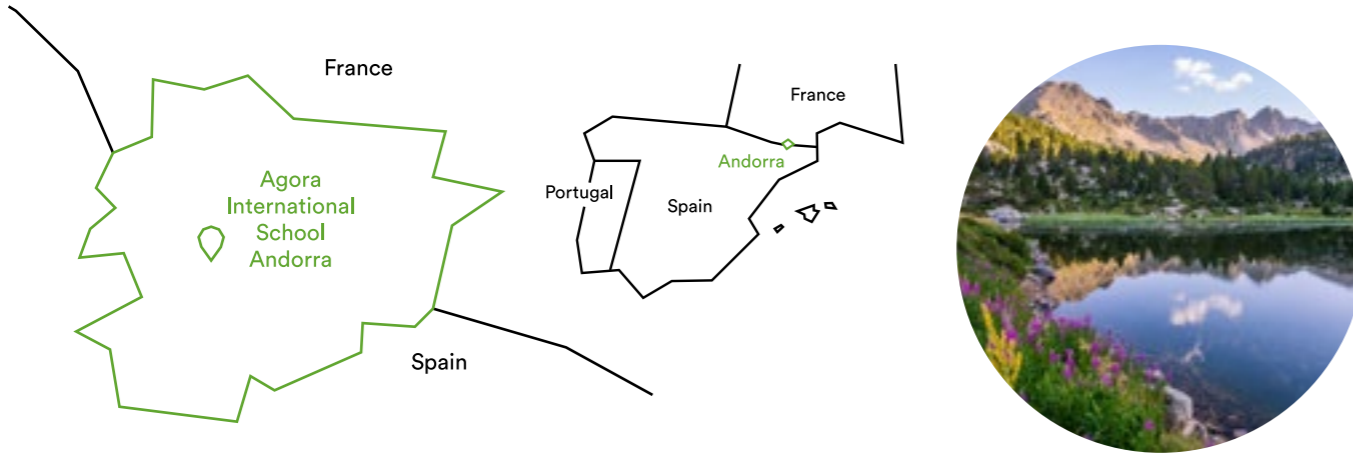 France
Agora
International
School
Andorra
Spain
France
Andorra
Portugal
Spain